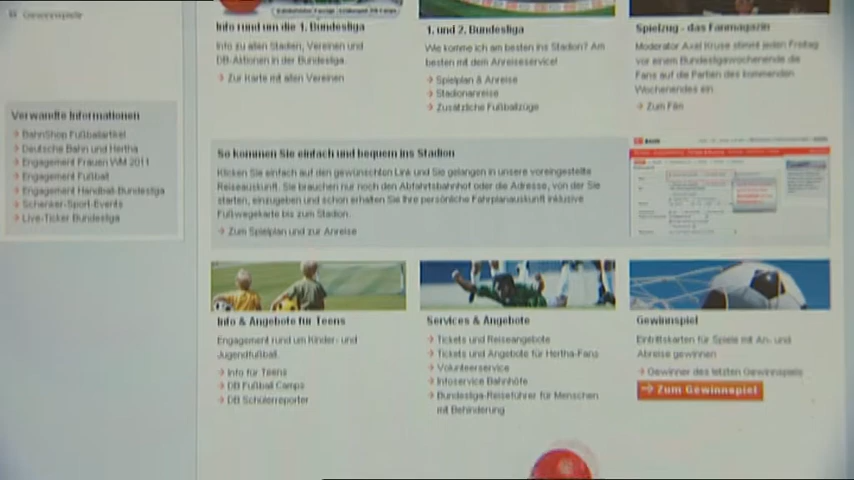 Gewinnspiele
Verwandte Informationen
BahnShop Fußballartikel
Deutsche Bahn und Hertha
Engagement Frauen WM 2011
Engagement Fußball
Engagement Handball-Bundesliga
Schenker-Sport-Events
Live-Ticker Bundesliga
Info rund um die 1. Bundesliga
Info zu allen Stadien, Vereinen und
DB-Aktionen in der Bundesliga.
Zur Karte mit allen Vereinen
1. und 2. Bundesliga
Wie komme ich am besten ins Stadion? Am
besten mit dem Anreiseservice!
Spielplan & Anreise
Stadionanreise
Zusätzliche Fußballzüge
Spielzug - das Fanmagazin
Moderator Axel Kruse stimmt jeden Freitag
vor einem Bundesligawochenende die
Fans auf die Partien des kommenden
Wochenendes ein.
Zum Film
So kommen Sie einfach und bequem ins Stadion
Klicken Sie einfach auf den gewünschten Link und Sie gelangen in unsere voreingestellte
Reiseauskunft. Sie brauchen nur noch den Abfahrtsbahnhof oder die Adresse, von der Sie
starten, einzugeben und schon erhalten Sie Ihre persönliche Fahrplanauskunft inklusive
Fußwegekarte bis zum Stadion.
Zum Spielplan und zur Anreise
Info & Angebote für Teens
Engagement rund um Kinder- und
Jugendfußball.
Info für Teens
DB Fußball Camps
DB Schülerreporter
Services & Angebote
Tickets und Reiseangebote
Tickets und Angebote für Hertha-Fans
Volunteerservice
Infoservice Bahnhöfe
Bundesliga-Reiseführer für Menschen
mit Behinderung
Gewinnspiel
Eintrittskarten für Spiele mit An- und
Abreise gewinnen
Gewinner des letzten Gewinnspiels
Zum Gewinnspiel